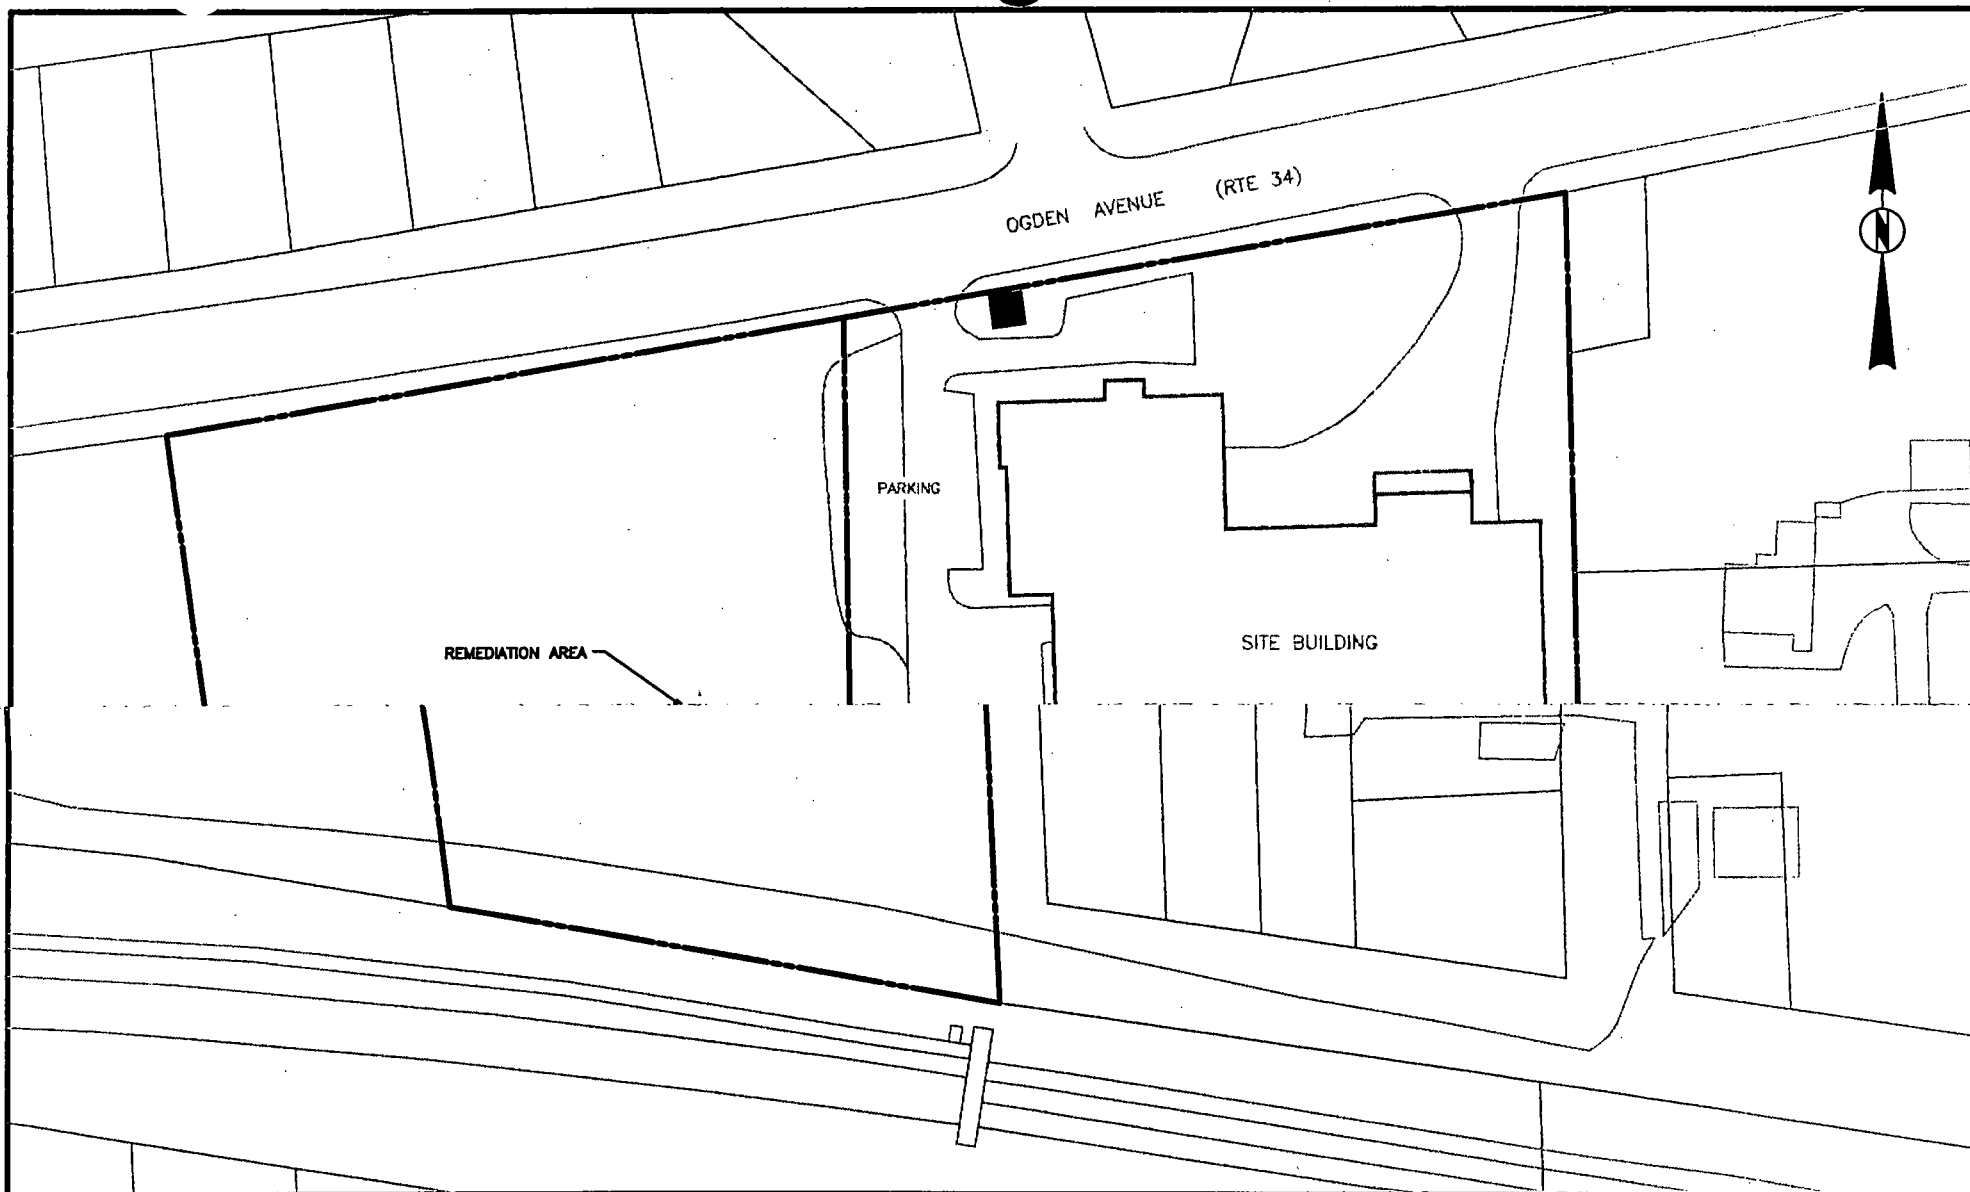 OGDEN AVENUE (RTE 34)
N
PARKING
SITE BUILDING
REMEDIATION AREA